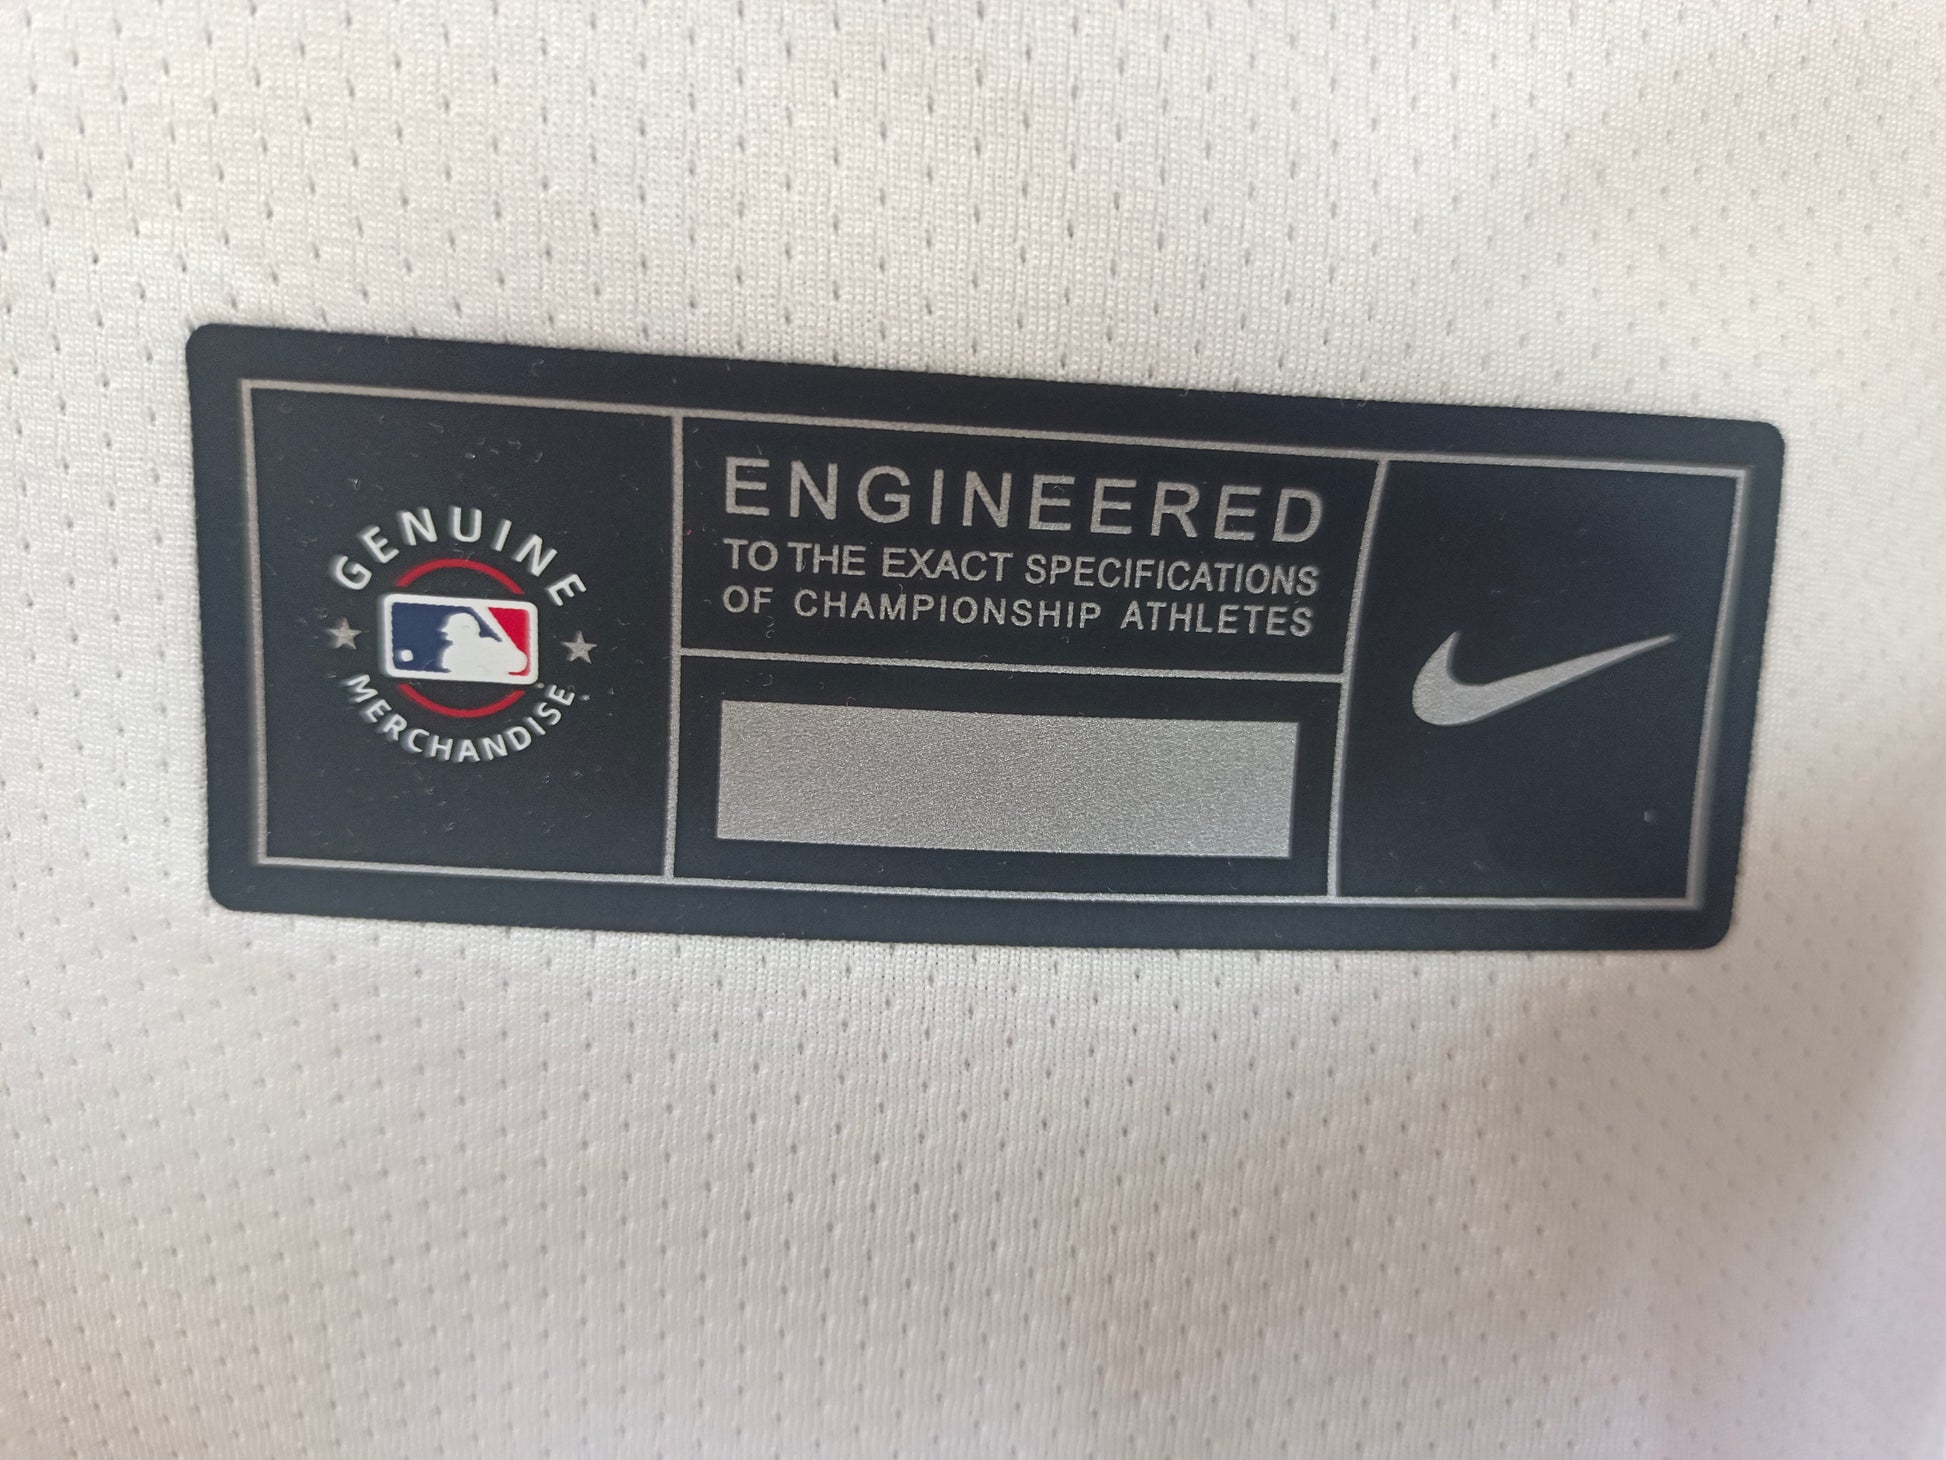 GENUINE
MERCHANDISE
ENGINEERED
TO THE EXACT SPECIFICATIONS
OF CHAMPIONSHIP ATHLETES